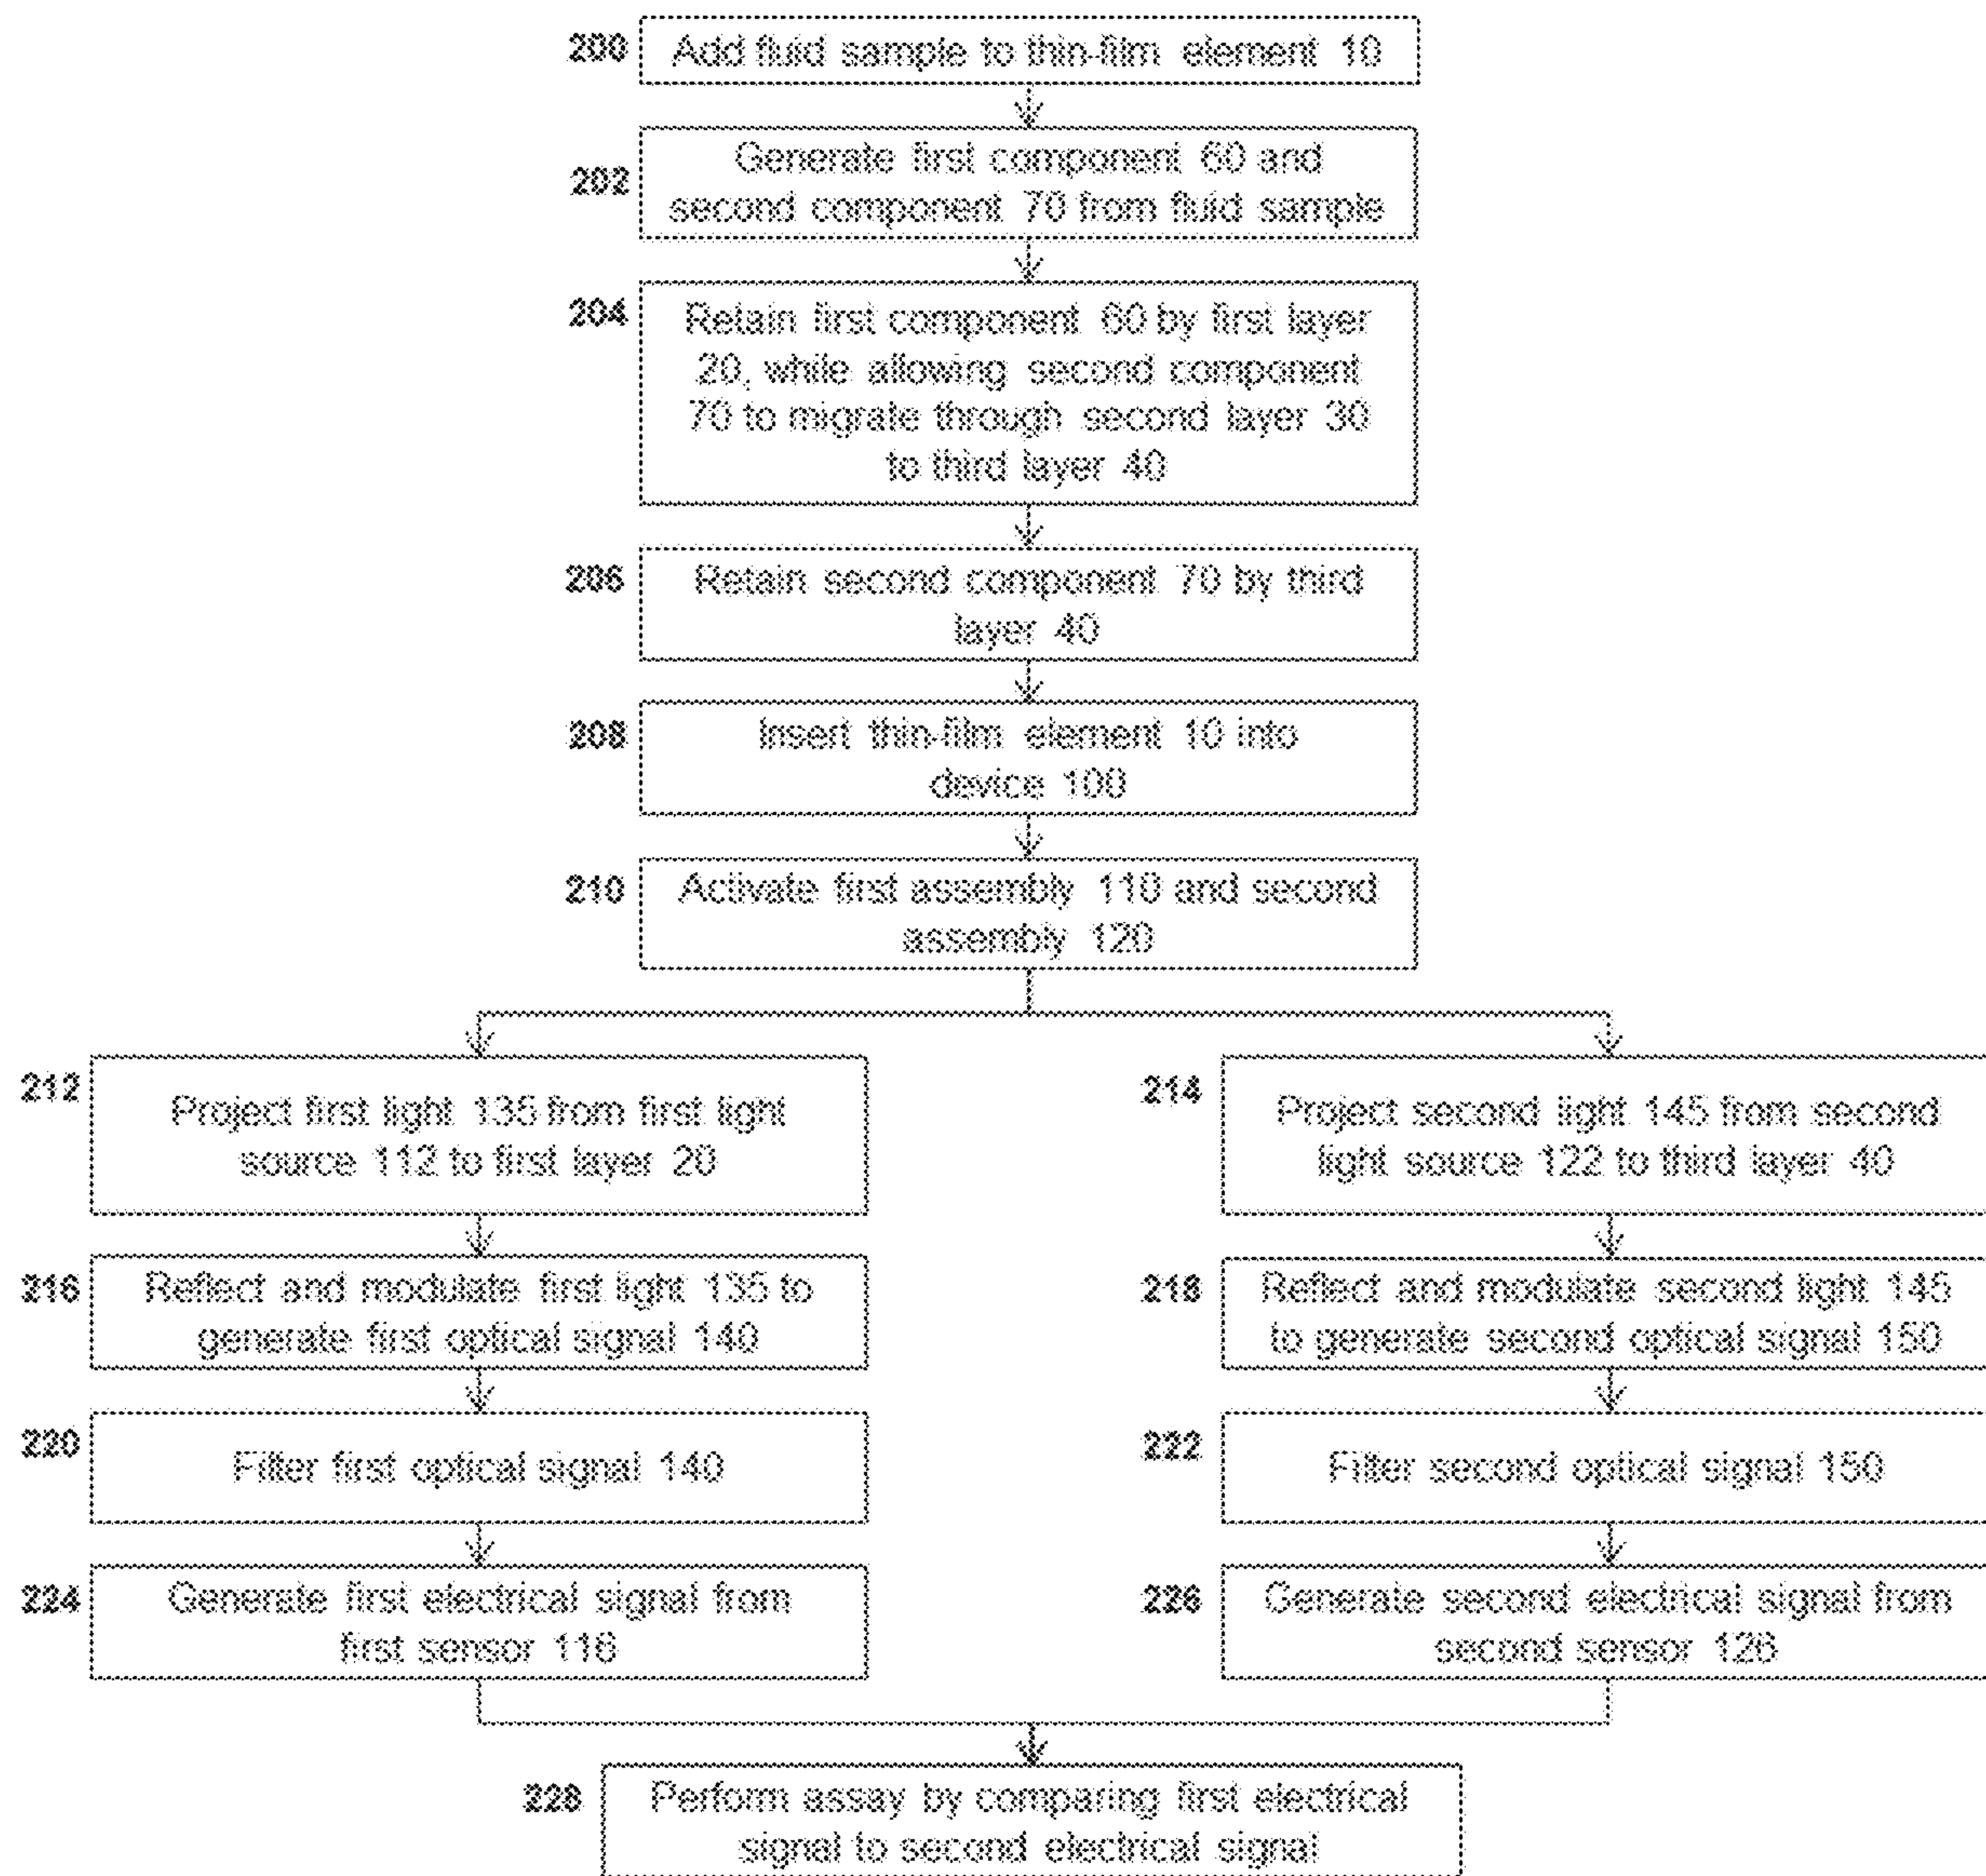 200
Add fluid sample to thin-film element 10
202
Generate first component 60 and
second component 70 from fluid sample
204
Retain first component 60 by first layer
20, while allowing second component
70 to migrate through second layer 30
to third layer 40
206
Retain second component 70 by third
layer 40
208
Insert thin-film element 10 into
device 100
210
Activate first assembly 110 and second
assembly 120
212
Project first light 135 from first light
source 112 to first layer 20
214
Project second light 145 from second
light source 122 to third layer 40
216
Reflect and modulate first light 135 to
generate first optical signal 140
218
Reflect and modulate second light 145
to generate second optical signal 150
220
Filter first optical signal 140
222
Filter second optical signal 150
224
Generate first electrical signal from
first sensor 116
226
Generate second electrical signal from
second sensor 126
228
Perform assay by comparing first electrical
signal to second electrical signal